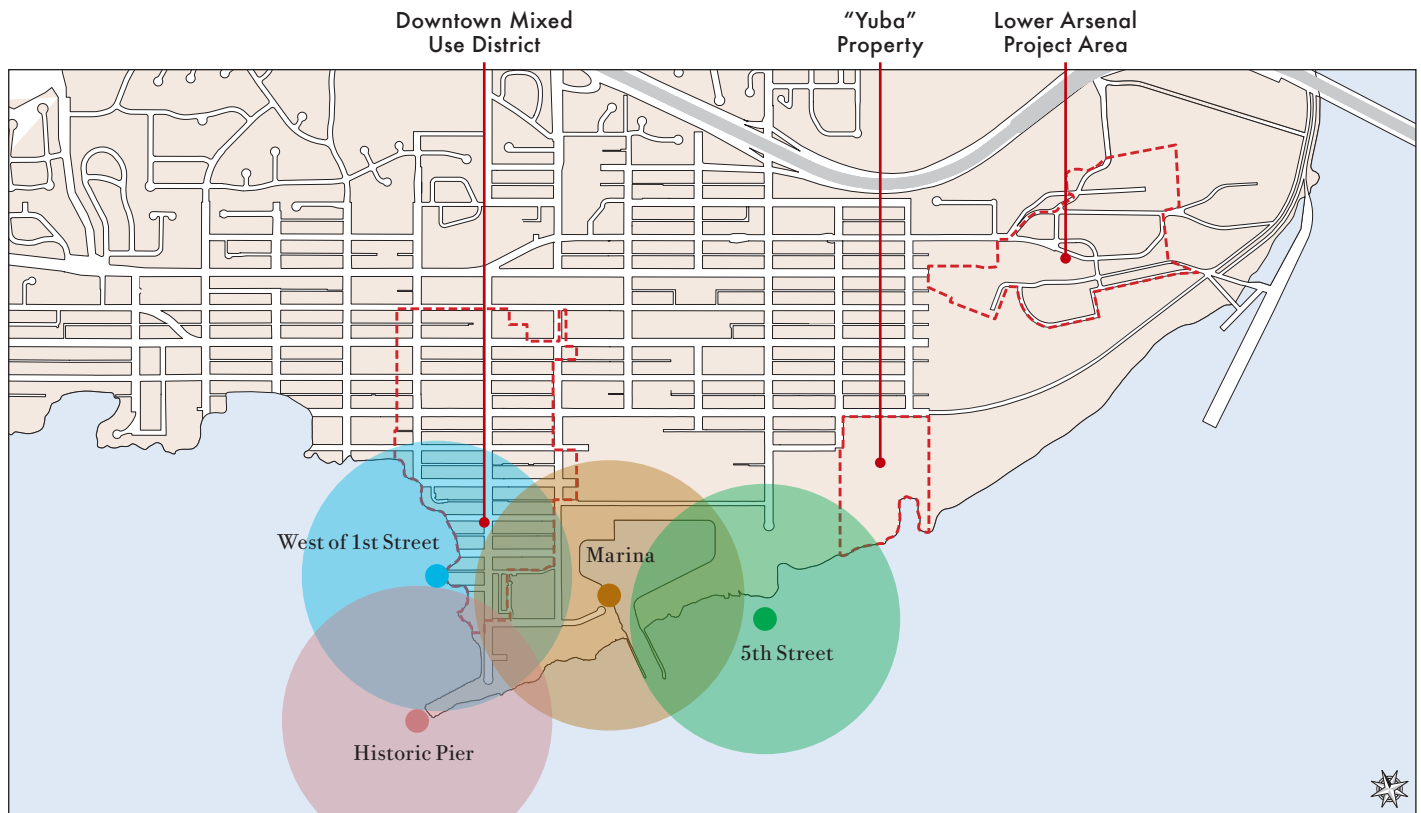 Downtown Mixed
Use District
“Yuba”
Property
Lower Arsenal
Project Area
West of 1st Street
Marina
5th Street
Historic Pier